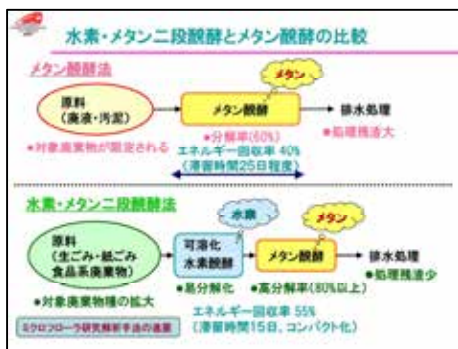 水素・メタン二段醗酵とメタン醗酵の比較
メタン醗酵法
メタン
原料
(廃液・汚泥)
メタン醗酵
排水処理
●対象廃棄物が限定される
●分解率(60%)
●処理残渣大
エネルギー回収率 40%
(滞留時間25日程度)
水素・メタン二段醗酵法
水素
メタン
原料
(生ごみ・紙ごみ
食品系廃棄物)
可溶化
水素醗酵
メタン醗酵
排水処理
●処理残渣少
●対象廃棄物種の拡大
●易分解化
●高分解率(80%以上)
エネルギー回収率 55%
(滞留時間15日、コンパクト化)
ミクロフローラ研究解析手法の進展